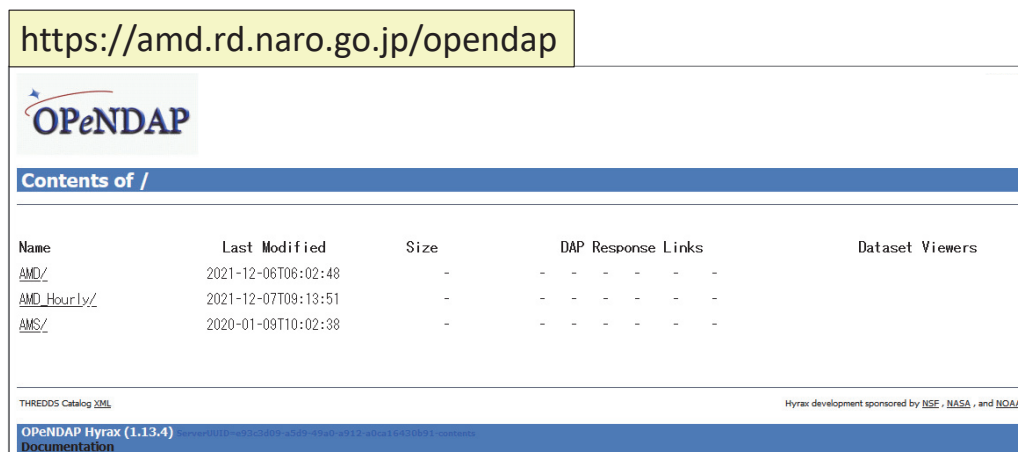 https://amd.rd.naro.go.jp/opendap
OPeNDAP
Contents of /
Name Last Modified Size DAP Response Links Dataset Viewers
AMD/ 2021-12-06T06:02:48 - - - - - - -
AMD_Hourly/ 2021-12-07T09:13:51 - - - - - - -
AMS/ 2020-01-09T10:02:38 - - - - - - -
THREDDS Catalog XML Hyrax development sponsored by NSF , NASA , and NOAA
OPeNDAP Hyrax (1.13.4)
Documentation